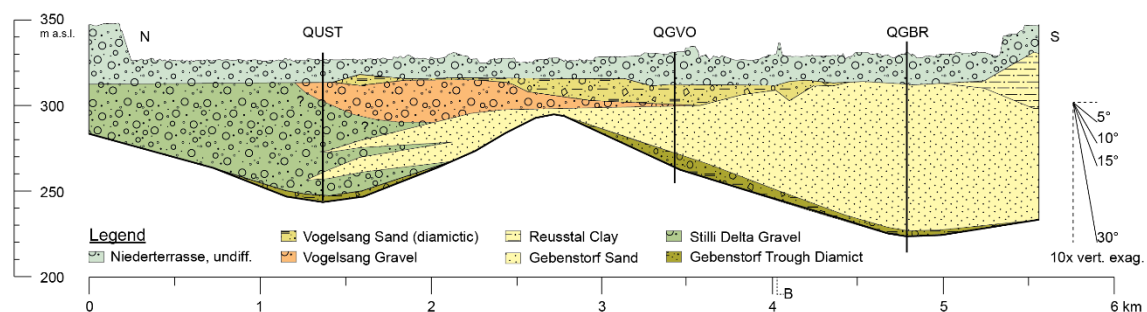 350
m a.s.l.
N
QUST
QGVO
QGBR
S
300
?
5°
10°
15°
250
30°
10x vert. exag.
Legend
Niederterrasse, undiff.
Vogelsang Sand (diamictic)
Vogelsang Gravel
Reusstal Clay
Gebenstorf Sand
Stilli Delta Gravel
Gebenstorf Trough Diamict
200
0
1
2
3
4
B
5
6 km